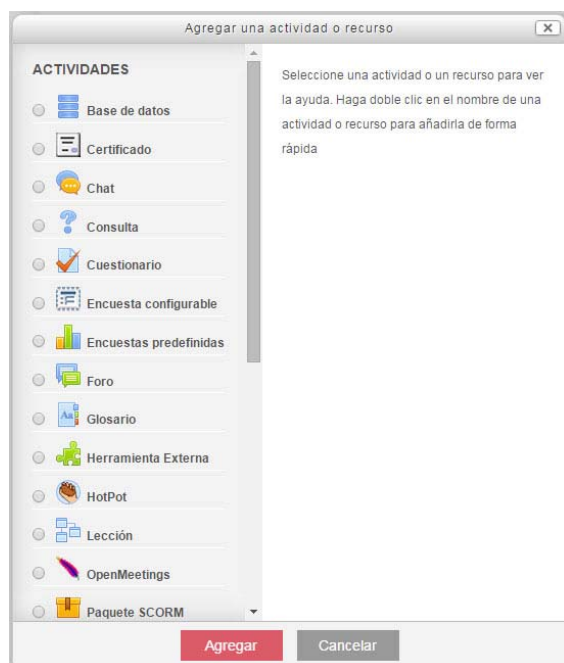 Agregar una actividad o recurso
ACTIVIDADES
Base de datos
Certificado
Chat
Consulta
Cuestionario
Encuesta configurable
Encuestas predefinidas
Foro
Glosario
Herramienta Externa
HotPot
Lección
OpenMeetings
Paquete SCORM
Seleccione una actividad o un recurso para ver
la ayuda. Haga doble clic en el nombre de una
actividad o recurso para añadirla de forma
rápida
Agregar
Cancelar